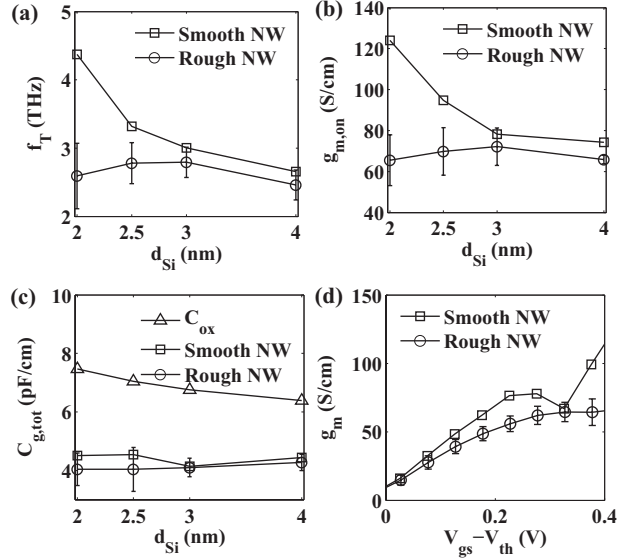 (a)
5
4
3
2
f_T (THz)
Smooth NW
Rough NW
2 2.5 3 4
d_Si (nm)
(b)
140
120
100
80
60
40
g_m,on (S/cm)
Smooth NW
Rough NW
2 2.5 3 4
d_Si (nm)
(c)
10
8
6
4
C_g,tot (pF/cm)
C_ox
Smooth NW
Rough NW
2 2.5 3 4
d_Si (nm)
(d)
150
100
50
0
g_m (S/cm)
Smooth NW
Rough NW
0 0.2 0.4
V_gs−V_th (V)